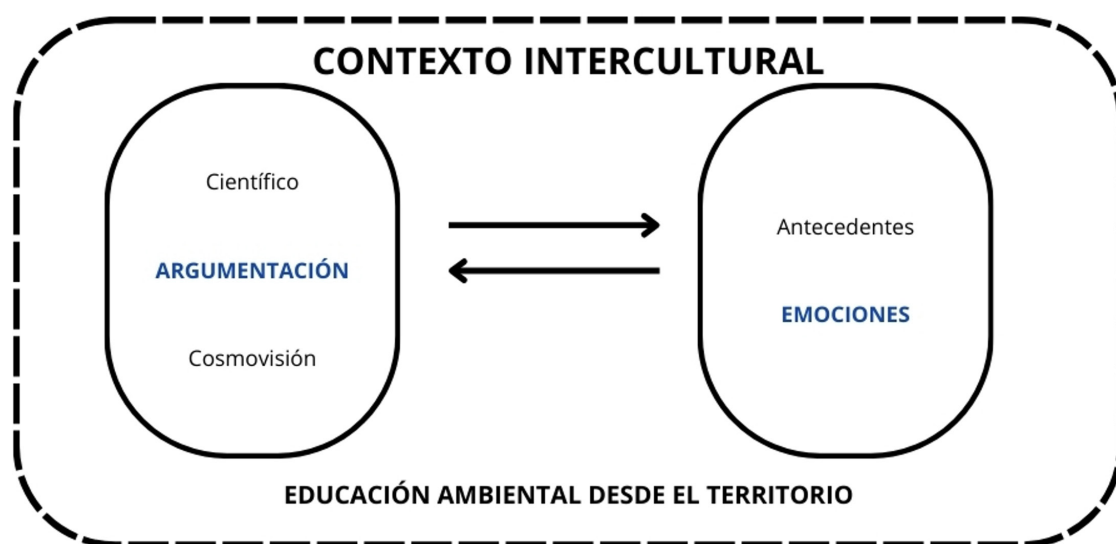 CONTEXTO INTERCULTURAL
Científico
ARGUMENTACIÓN
Cosmovisión
Antecedentes
EMOCIONES
EDUCACIÓN AMBIENTAL DESDE EL TERRITORIO